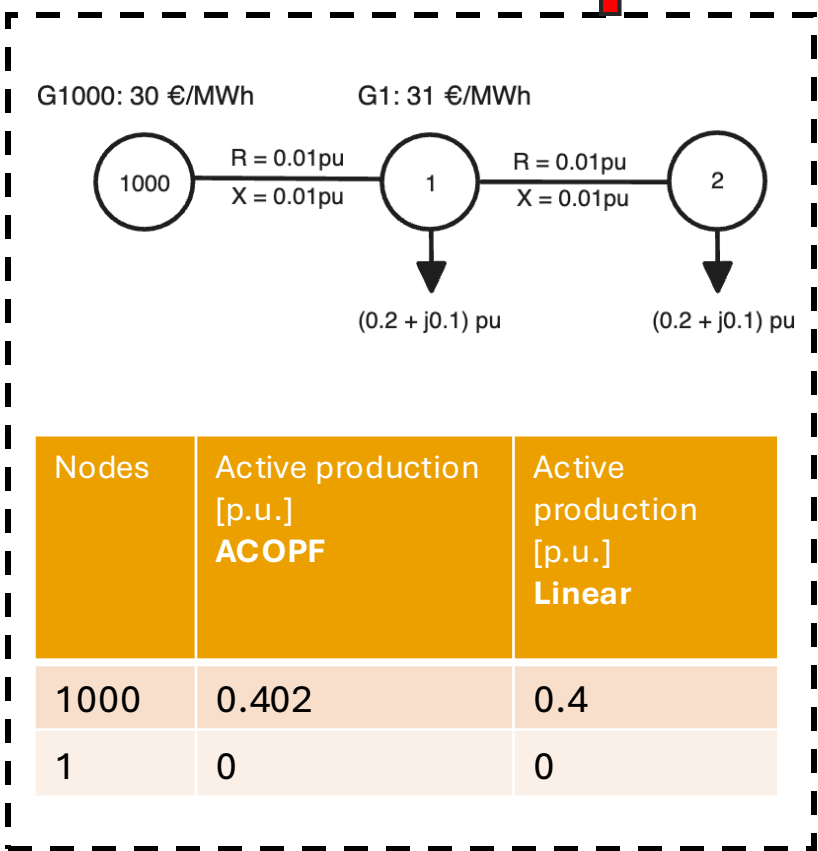 G1000: 30 €/MWh G1: 31 €/MWh
R = 0.01pu R = 0.01pu
1000 1 2
X = 0.01pu X = 0.01pu
(0.2 + j0.1) pu (0.2 + j0.1) pu
Nodes
Active production
[p.u.]
ACOPF
Active
production
[p.u.]
Linear
1000 0.402 0.4
1 0 0